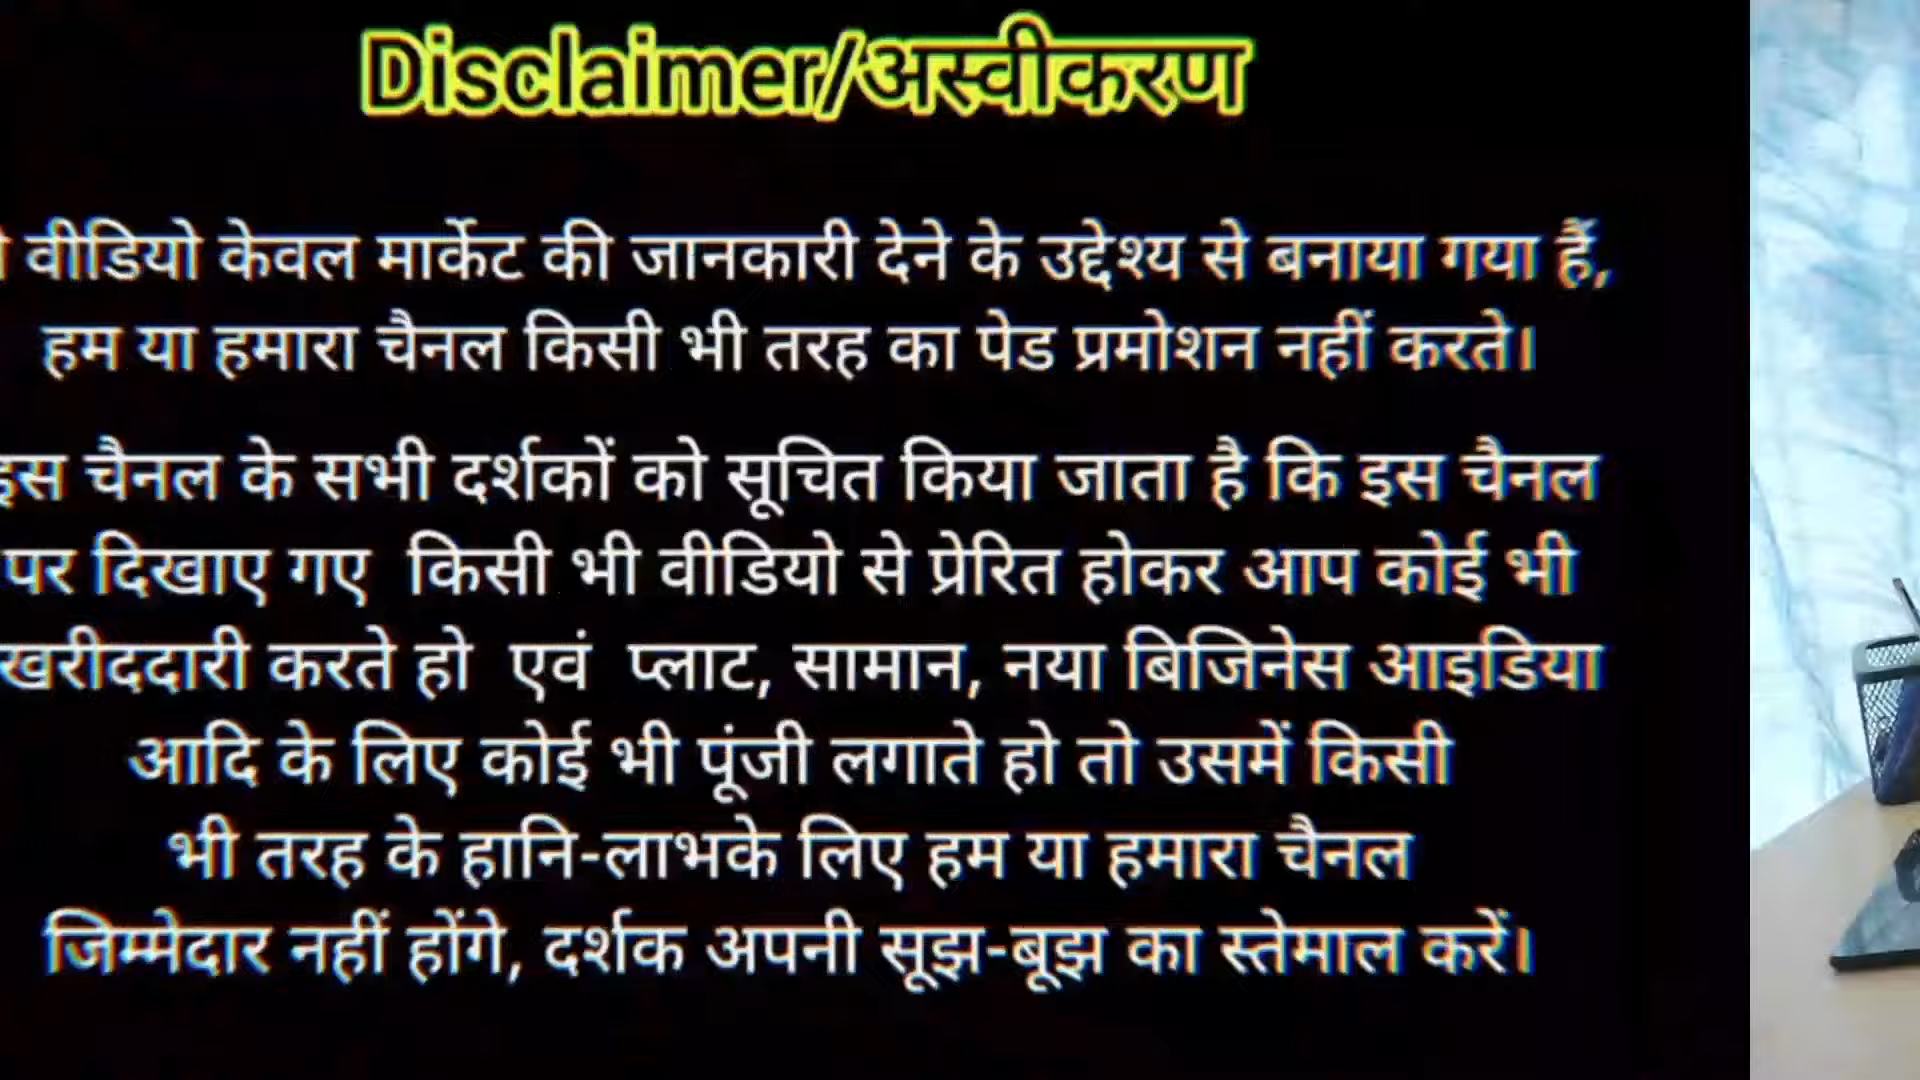 Disclaimer/अस्वीकरण
वीडियो केवल मार्केट की जानकारी देने के उद्देश्य से बनाया गया हैं,
हम या हमारा चैनल किसी भी तरह का पेड प्रमोशन नहीं करते।
इस चैनल के सभी दर्शकों को सूचित किया जाता है कि इस चैनल
पर दिखाए गए किसी भी वीडियो से प्रेरित होकर आप कोई भी
खरीददारी करते हो एवं प्लाट, सामान, नया बिजिनेस आइडिया
आदि के लिए कोई भी पूंजी लगाते हो तो उसमें किसी
भी तरह के हानि-लाभके लिए हम या हमारा चैनल
जिम्मेदार नहीं होंगे, दर्शक अपनी सूझ-बूझ का स्तेमाल करें।